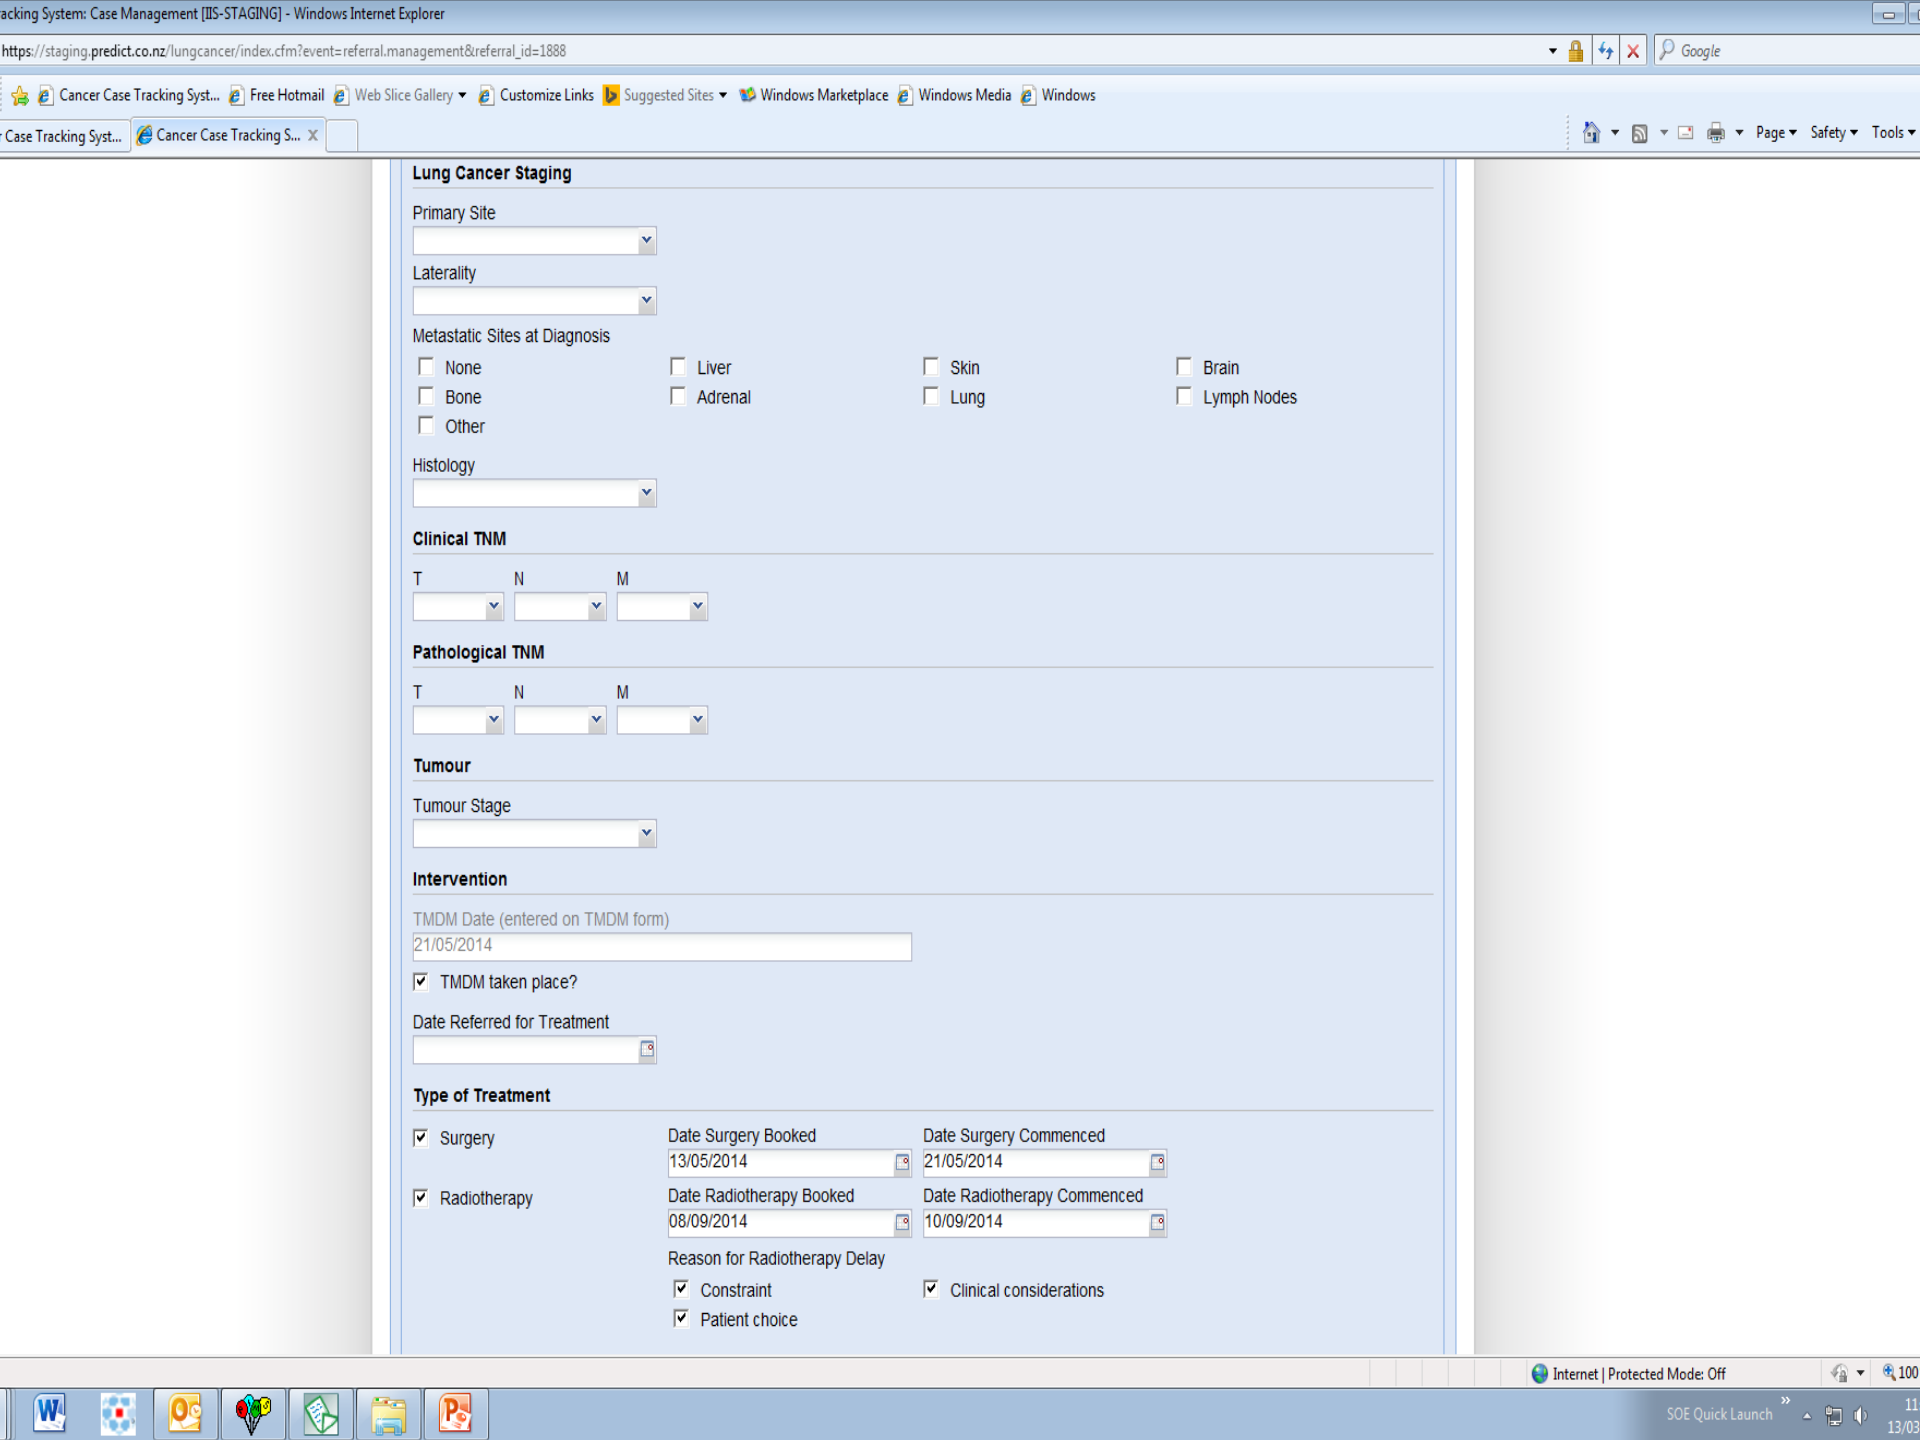 acking System: Case Management [IIS-STAGING] - Windows Internet Explorer
https://staging.predict.co.nz/lungcancer/index.cfm?event=referral.management&referral_id=1888
Google
Cancer Case Tracking Syst... Free Hotmail Web Slice Gallery Customize Links Suggested Sites Windows Marketplace Windows Media Windows
r Case Tracking Syst... Cancer Case Tracking S... X Page Safety Tools
Lung Cancer Staging
Primary Site
Laterality
Metastatic Sites at Diagnosis
None Liver Skin Brain
Bone Adrenal Lung Lymph Nodes
Other
Histology
Clinical TNM
T N M
Pathological TNM
T N M
Tumour
Tumour Stage
Intervention
TMDM Date (entered on TMDM form)
21/05/2014
TMDM taken place?
Date Referred for Treatment
Type of Treatment
Surgery Date Surgery Booked Date Surgery Commenced
13/05/2014 21/05/2014
Radiotherapy Date Radiotherapy Booked Date Radiotherapy Commenced
08/09/2014 10/09/2014
Reason for Radiotherapy Delay
Constraint Clinical considerations
Patient choice
Internet | Protected Mode: Off 100
SOE Quick Launch » 11:
13/03